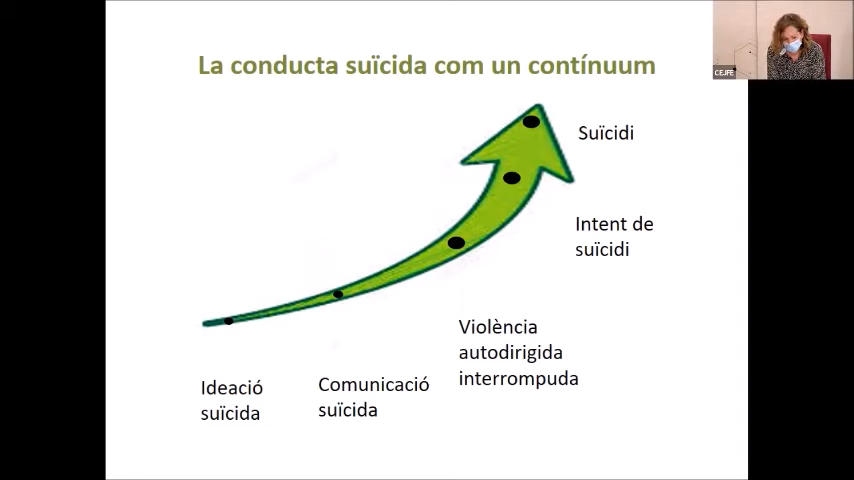 La conducta suïcida com un contínuum
CEJFE
Suïcidi
Intent de
suïcidi
Violència
autodirigida
interrompuda
Comunicació
suïcida
Ideació
suïcida